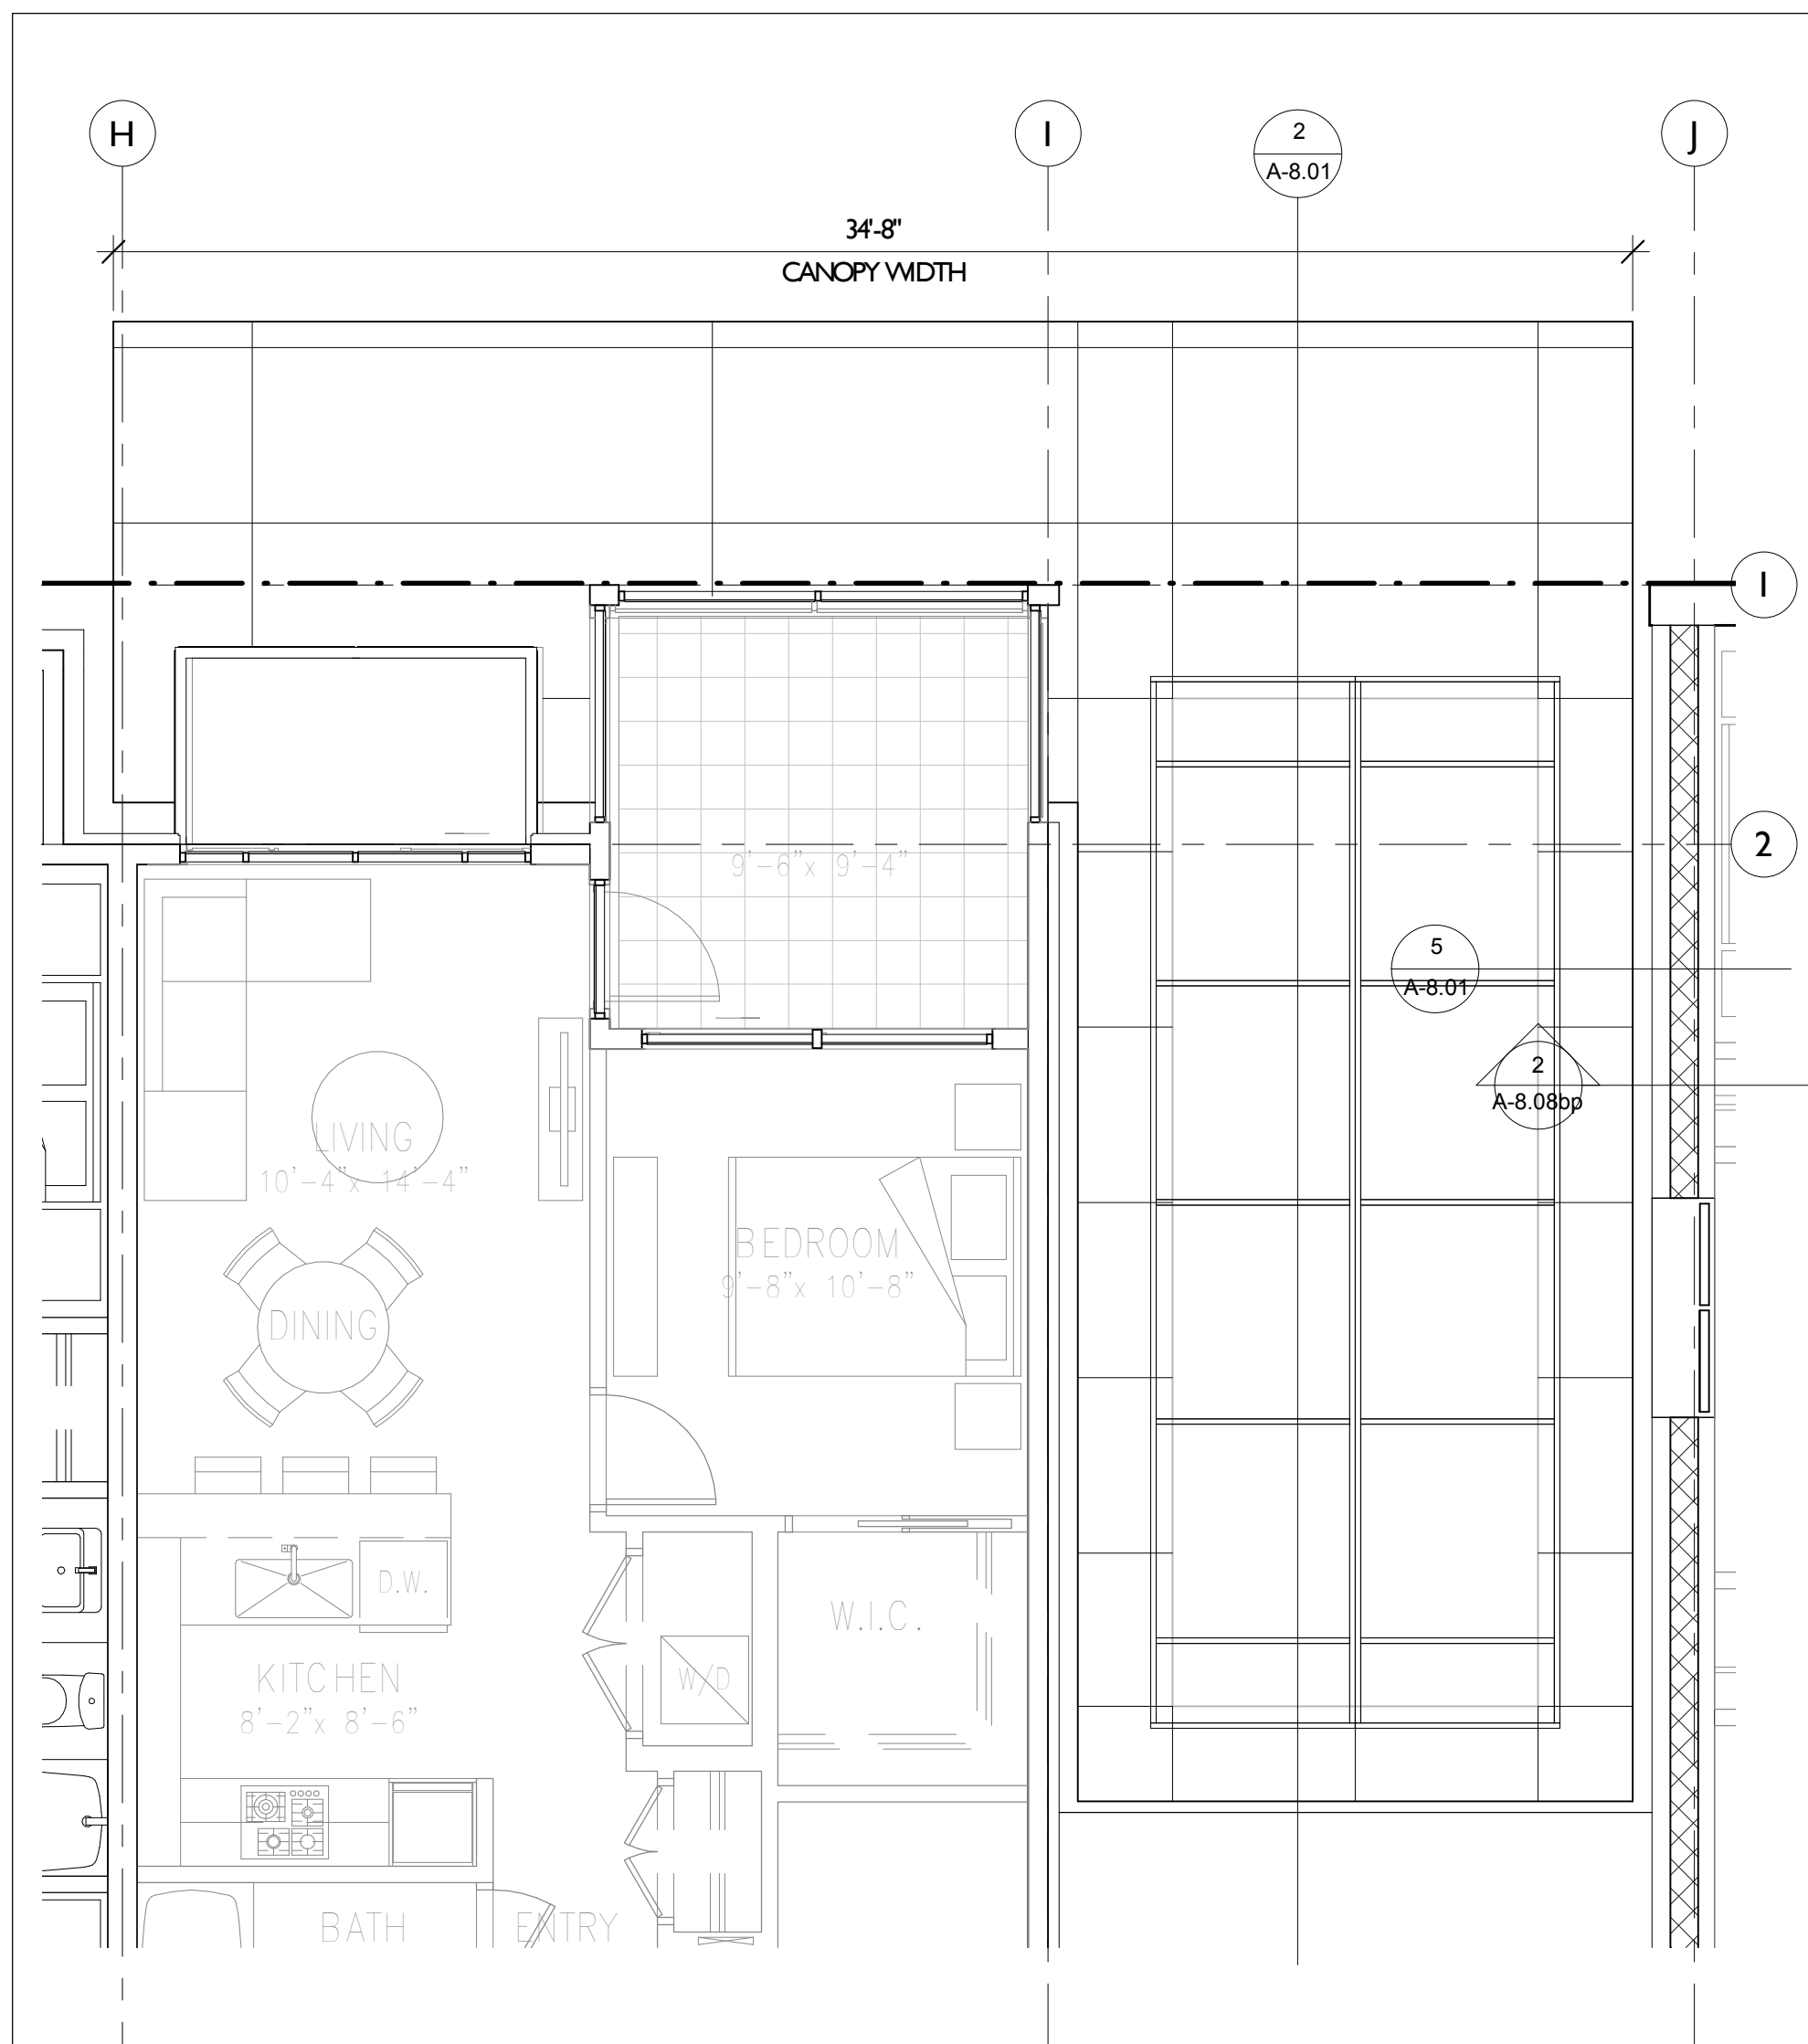 H
I
2
A-8.01
J
34'-8"
CANOPY WIDTH
1
2
9'-6"x 9'-4"
5
A-8.01
2
A-8.08bp
LIVING
10'-4"x 14'-4"
BEDROOM
9'-8"x 10'-8"
DINING
D.W.
W.I.C.
KITCHEN
8'-2"x 8'-6"
W/D
BATH
ENTRY